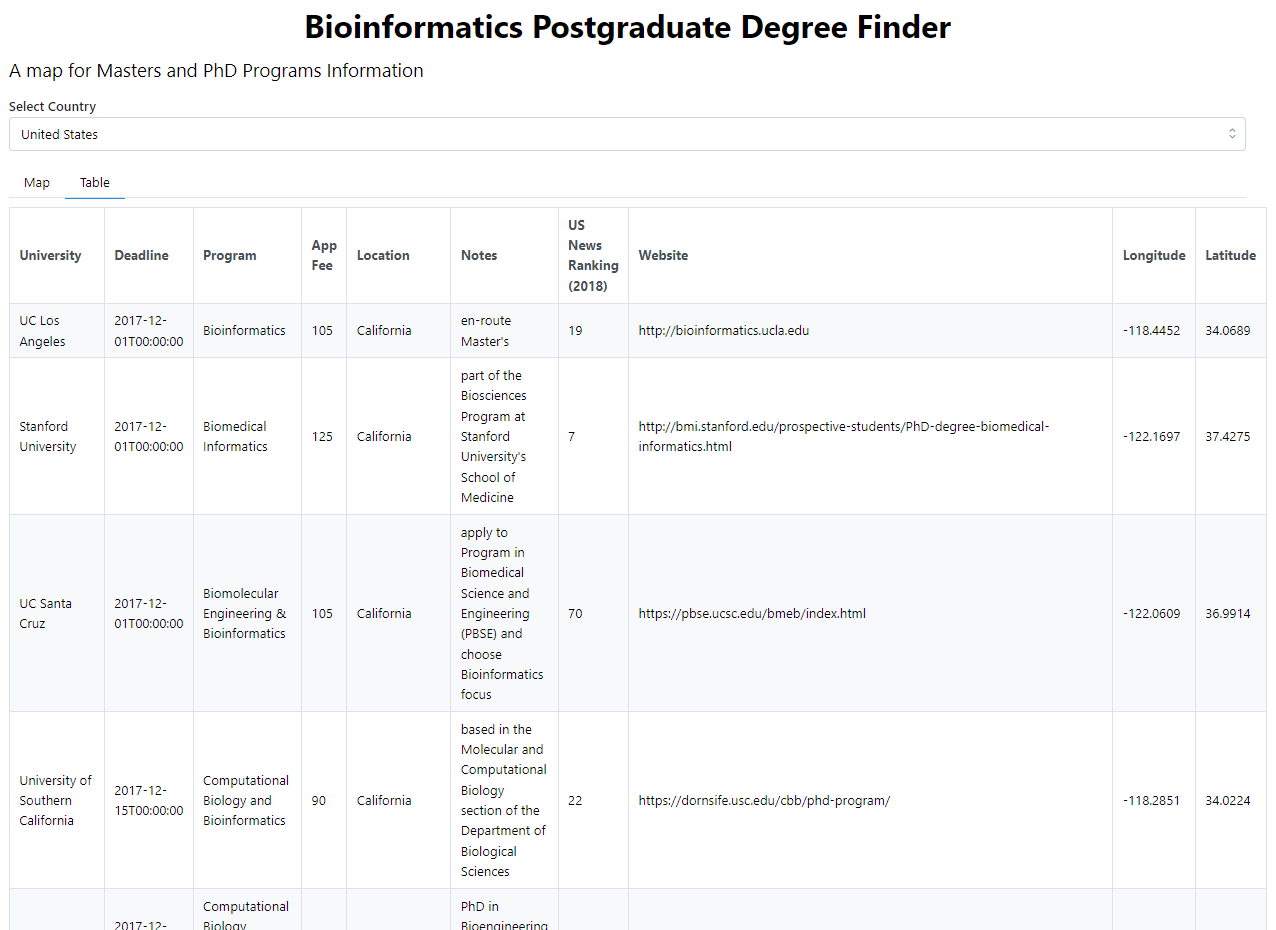 Bioinformatics Postgraduate Degree Finder
A map for Masters and PhD Programs Information
Select Country
United States
Map
Table
University
Deadline
Program
App
Fee
Location
Notes
US
News
Ranking
(2018)
Website
Longitude
Latitude
UC Los
Angeles
2017-12-
01T00:00:00
Bioinformatics
105
California
en-route
Master's
19
http://bioinformatics.ucla.edu
-118.4452
34.0689
Stanford
University
2017-12-
01T00:00:00
Biomedical
Informatics
125
California
part of the
Biosciences
Program at
Stanford
University's
School of
Medicine
7
http://bmi.stanford.edu/prospective-students/PhD-degree-biomedical-
informatics.html
-122.1697
37.4275
UC Santa
Cruz
2017-12-
01T00:00:00
Biomolecular
Engineering &
Bioinformatics
105
California
apply to
Program in
Biomedical
Science and
Engineering
(PBSE) and
choose
Bioinformatics
focus
70
https://pbse.ucsc.edu/bmeb/index.html
-122.0609
36.9914
University of
Southern
California
2017-12-
15T00:00:00
Computational
Biology and
Bioinformatics
90
California
based in the
Molecular and
Computational
Biology
section of the
Department of
Biological
Sciences
22
https://dornsife.usc.edu/cbb/phd-program/
-118.2851
34.0224
2017-12-
Computational
Biology
PhD in
Bioengineering